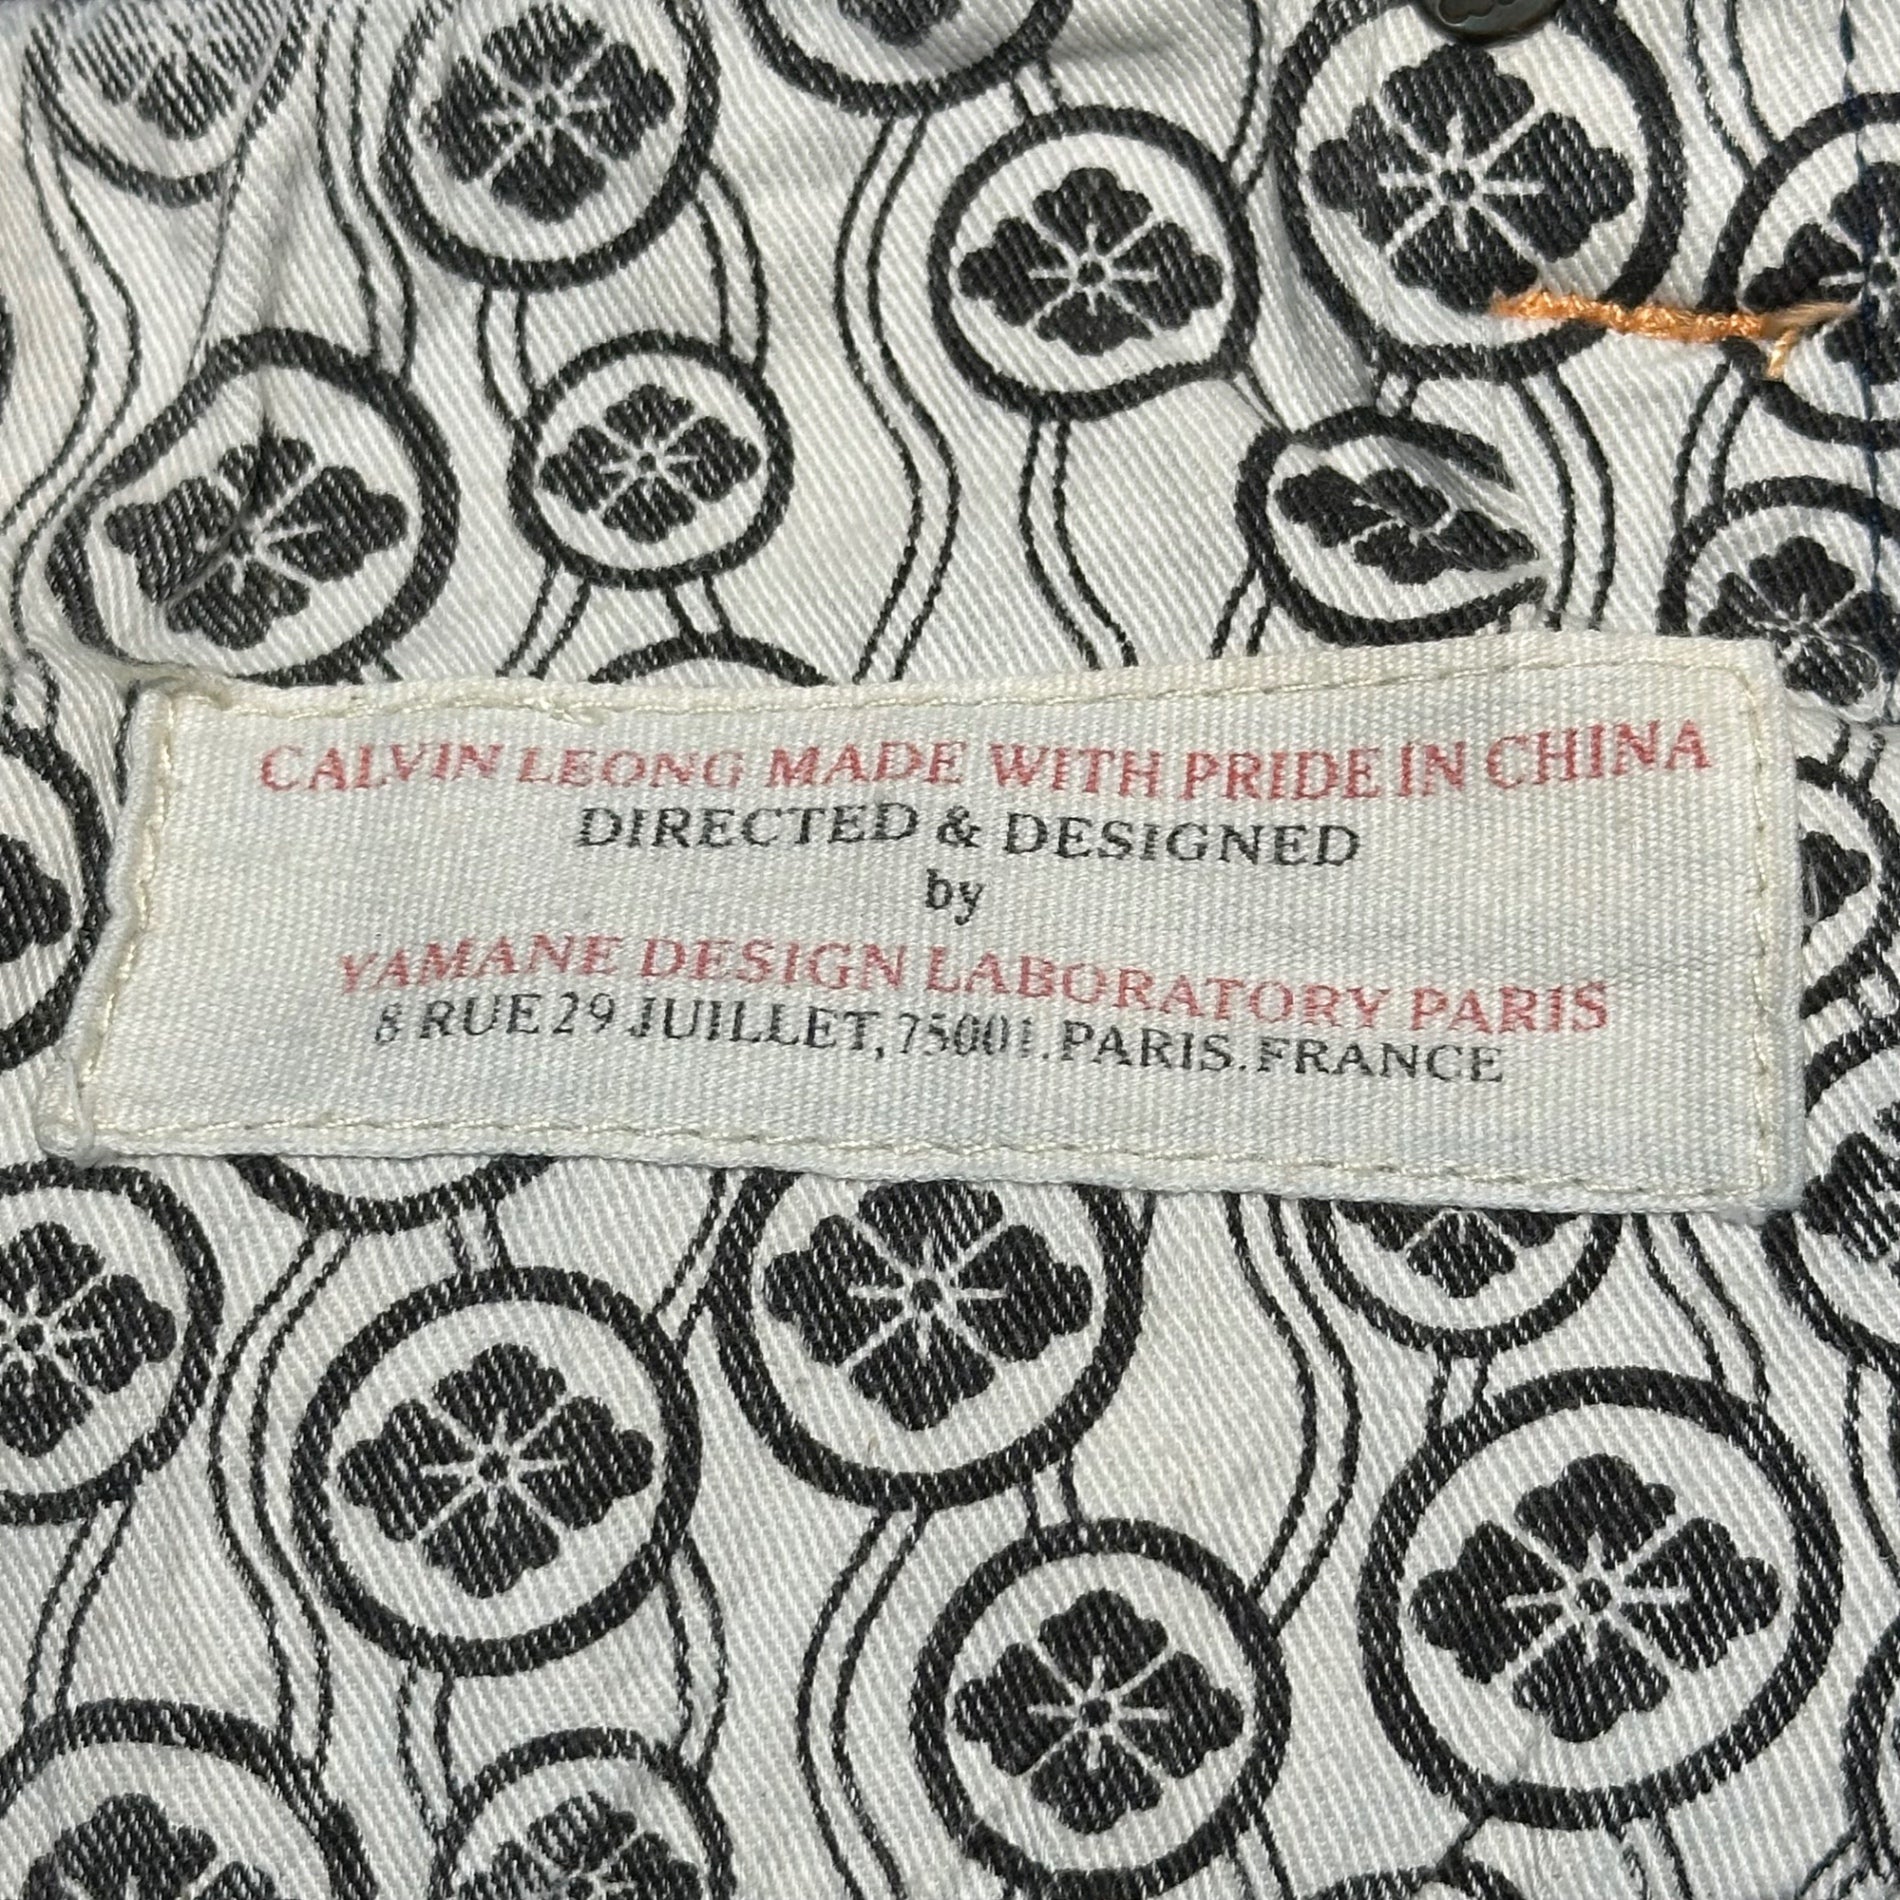 CALVIN LEONG MADE WITH PRIDE IN CHINA
DIRECTED & DESIGNED
by
YAMANE DESIGN LABORATORY PARIS
8 RUE 29 JUILLET, 75001. PARIS. FRANCE